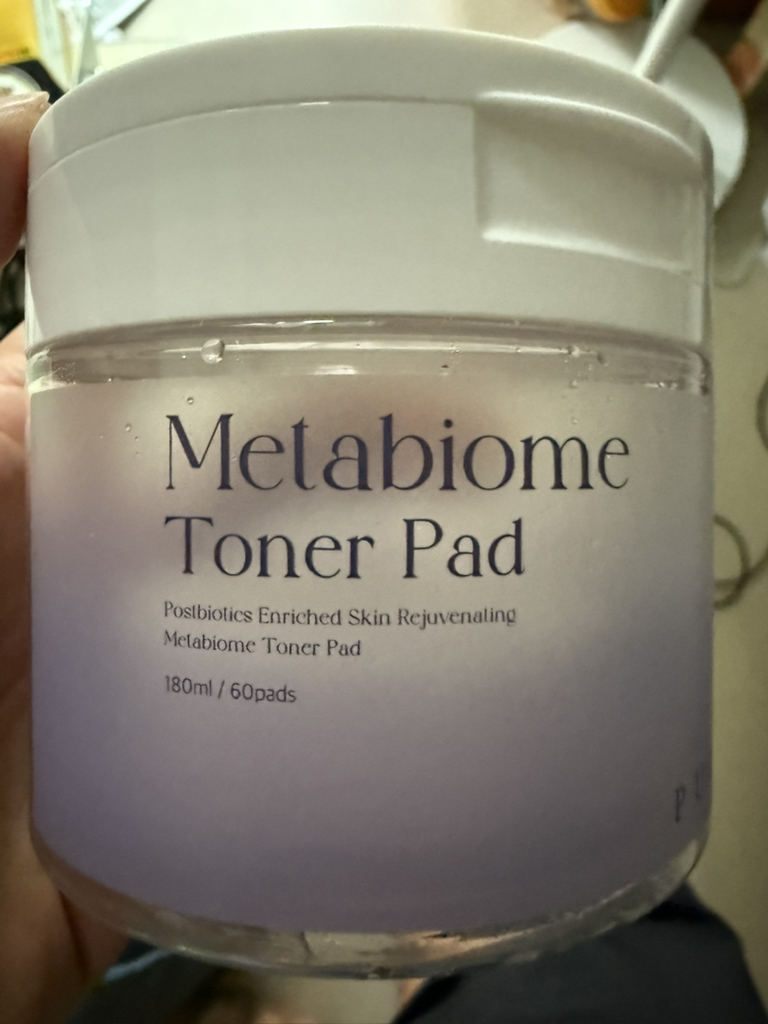 Metabiome
Toner Pad
Postbiotics Enriched Skin Rejuvenating
Metabiome Toner Pad
180ml / 60pads